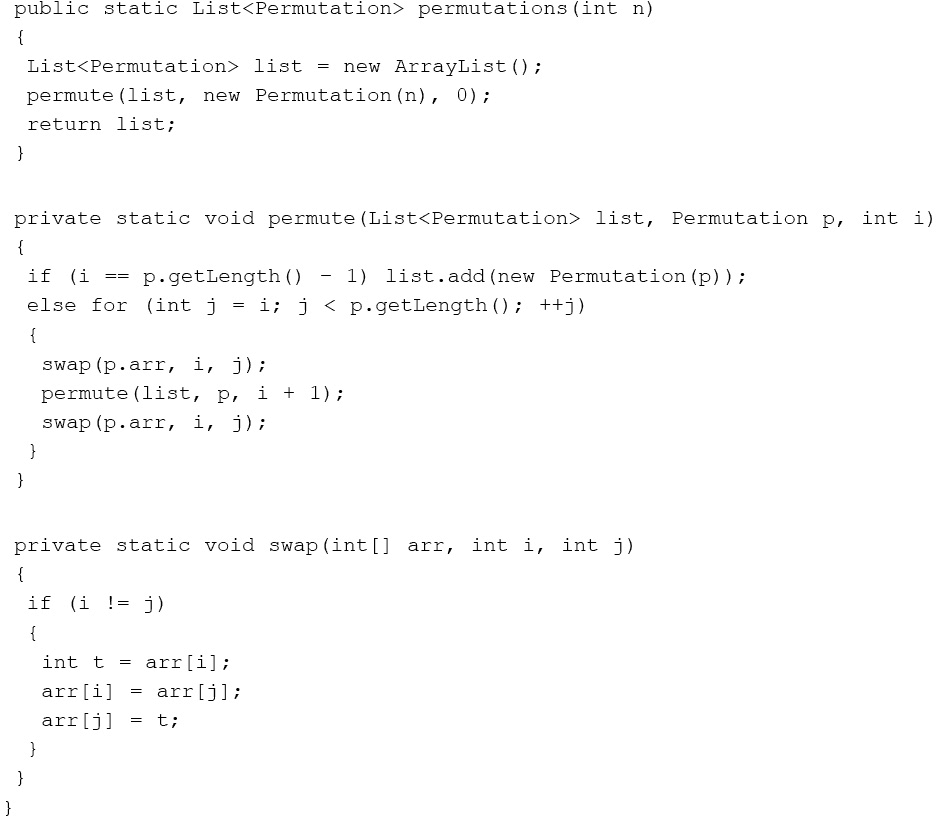 public static List<Permutation> permutations(int n)
{
List<Permutation> list = new ArrayList();
permute(list, new Permutation(n), 0);
return list;
}
private static void permute(List<Permutation> list, Permutation p, int i)
{
if (i == p.getLength() - 1) list.add(new Permutation(p));
else for (int j = i; j < p.getLength(); ++j)
{
swap(p.arr, i, j);
permute(list, p, i + 1);
swap(p.arr, i, j);
}
}
private static void swap(int[] arr, int i, int j)
{
if (i != j)
{
int t = arr[i];
arr[i] = arr[j];
arr[j] = t;
}
}
}